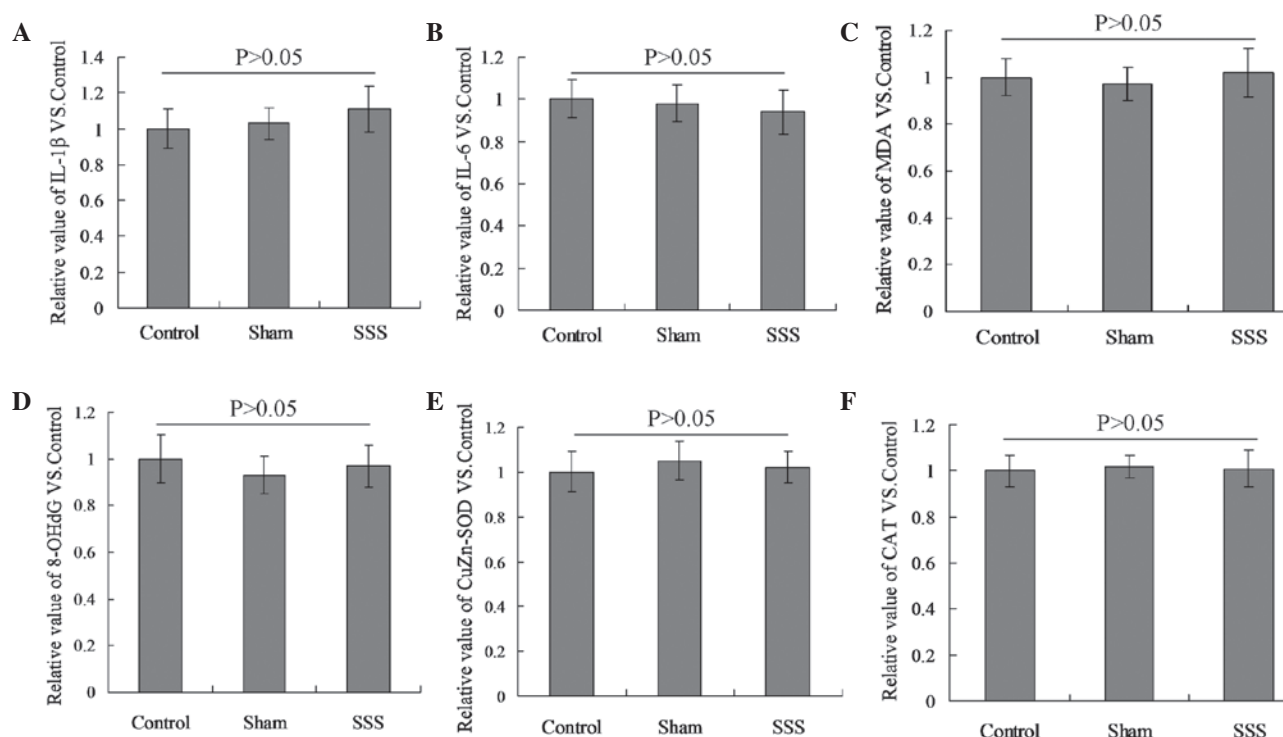 A
Relative value of IL-1β VS.Control
1.4
1.2
1
0.8
0.6
0.4
0.2
0
P>0.05
Control Sham SSS
B
Relative value of IL-6 VS.Control
1.2
1
0.8
0.6
0.4
0.2
0
P>0.05
Control Sham SSS
C
Relative value of MDA VS.Control
1.2
1
0.8
0.6
0.4
0.2
0
P>0.05
Control Sham SSS
D
Relative value of 8-OHdG VS.Control
1.2
1
0.8
0.6
0.4
0.2
0
P>0.05
Control Sham SSS
E
Relative value of CuZn-SOD VS.Control
1.2
1
0.8
0.6
0.4
0.2
0
P>0.05
Control Sham SSS
F
Relative value of CAT VS.Control
1.2
1
0.8
0.6
0.4
0.2
0
P>0.05
Control Sham SSS